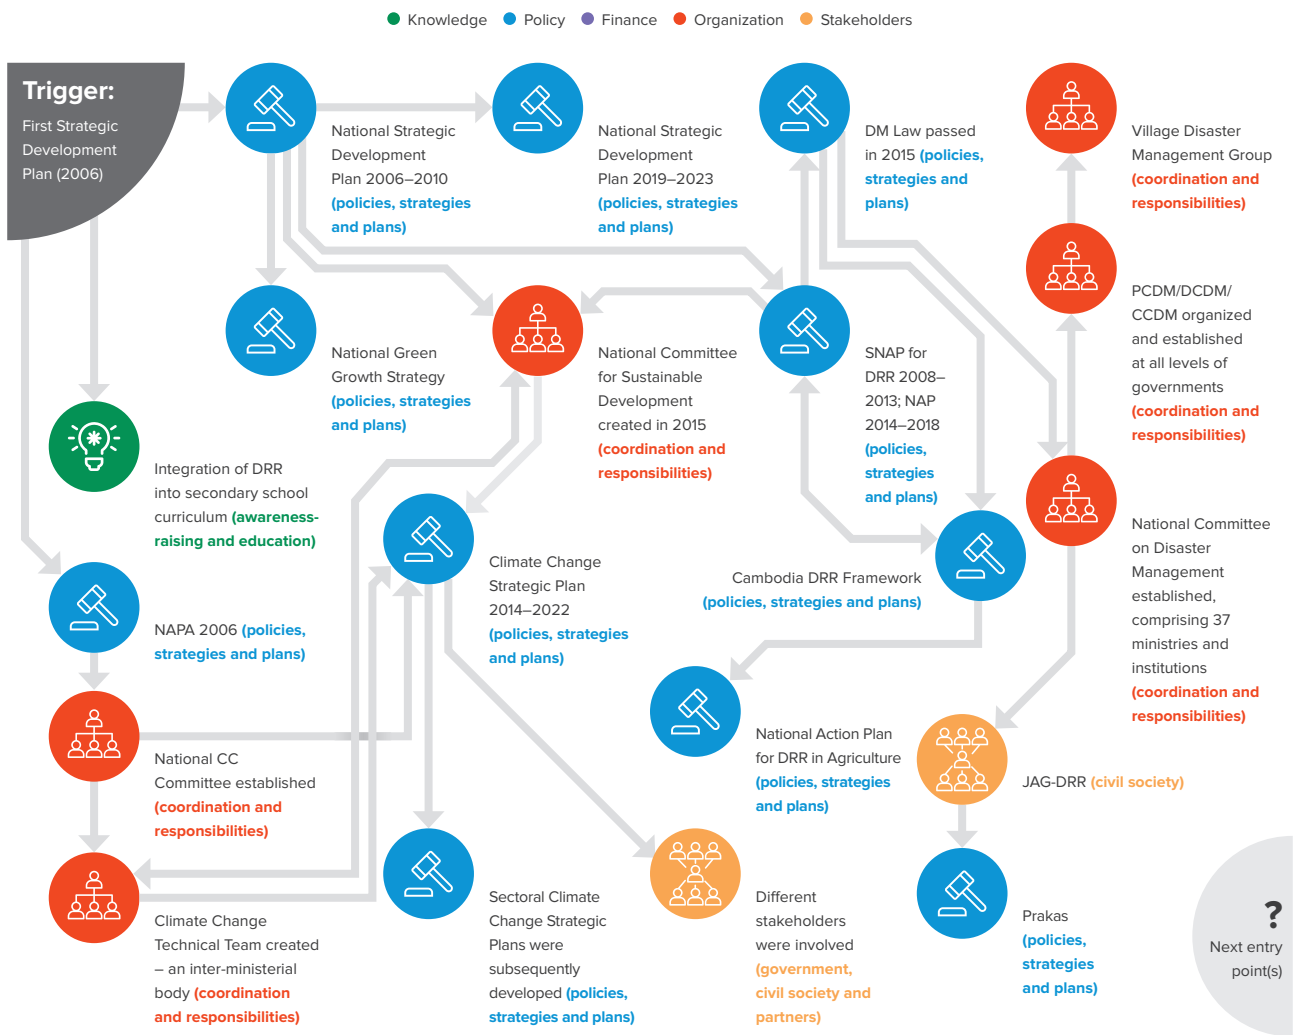 Knowledge
Policy
Finance
Organization
Stakeholders
Trigger:
First Strategic
Development
Plan (2006)
National Strategic
Development
Plan 2006–2010
(policies, strategies
and plans)
National Strategic
Development
Plan 2019–2023
(policies, strategies
and plans)
DM Law passed
in 2015 (policies,
strategies and
plans)
Village Disaster
Management Group
(coordination and
responsibilities)
PCDM/DCDM/
CCDM organized
and established
at all levels of
governments
(coordination and
responsibilities)
National Green
Growth Strategy
(policies, strategies
and plans)
National Committee
for Sustainable
Development
created in 2015
(coordination and
responsibilities)
SNAP for
DRR 2008–
2013; NAP
2014–2018
(policies,
strategies
and plans)
Integration of DRR
into secondary school
curriculum (awareness-
raising and education)
National Committee
on Disaster
Management
established,
comprising 37
ministries and
institutions
(coordination and
responsibilities)
Climate Change
Strategic Plan
2014–2022
(policies, strategies
and plans)
Cambodia DRR Framework
(policies, strategies and plans)
NAPA 2006 (policies,
strategies and plans)
National CC
Committee established
(coordination and
responsibilities)
National Action Plan
for DRR in Agriculture
(policies, strategies
and plans)
JAG-DRR (civil society)
Climate Change
Technical Team created
– an inter-ministerial
body (coordination
and responsibilities)
Sectoral Climate
Change Strategic
Plans were
subsequently
developed (policies,
strategies and plans)
Different
stakeholders
were involved
(government,
civil society and
partners)
Prakas
(policies,
strategies
and plans)
?
Next entry
point(s)